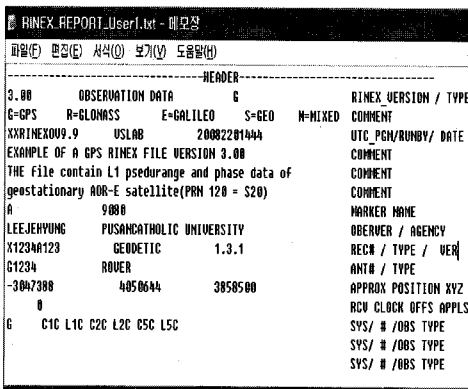 RINEX_REPORT_User1.txt - 메모장
파일(F) 편집(E) 서식(O) 보기(V) 도움말(H)
------------------------------HEADER------------------------------
3.00 OBSERVATION DATA G RINEX_VERSION / TYPE
G=GPS R=GLONASS E=GALILEO S=GEO M=MIXED COMMENT
XXRINEXOU9.9 USLAB 20082201444 UTC_PGM/RUNBY/ DATE
EXAMPLE OF A GPS RINEX FILE VERSION 3.00 COMMENT
THE File contain L1 psedurange and phase data of COMMENT
geostationary AOR-E satellite(PRN 120 = S20) COMMENT
A 9080 MARKER NAME
LEEJEHYUNG PUSANCATHOLIC UNIVERSITY OBERVER / AGENCY
X1234A123 GEODETIC 1.3.1 REC# / TYPE / VER
G1234 ROVER ANT# / TYPE
-3047308 4050644 3858500 APPROX POSITION XYZ
0 RCV CLOCK OFFS APPLS
G C1C L1C C2C L2C C5C L5C SYS/ # /OBS TYPE
SYS/ # /OBS TYPE
SYS/ # /OBS TYPE